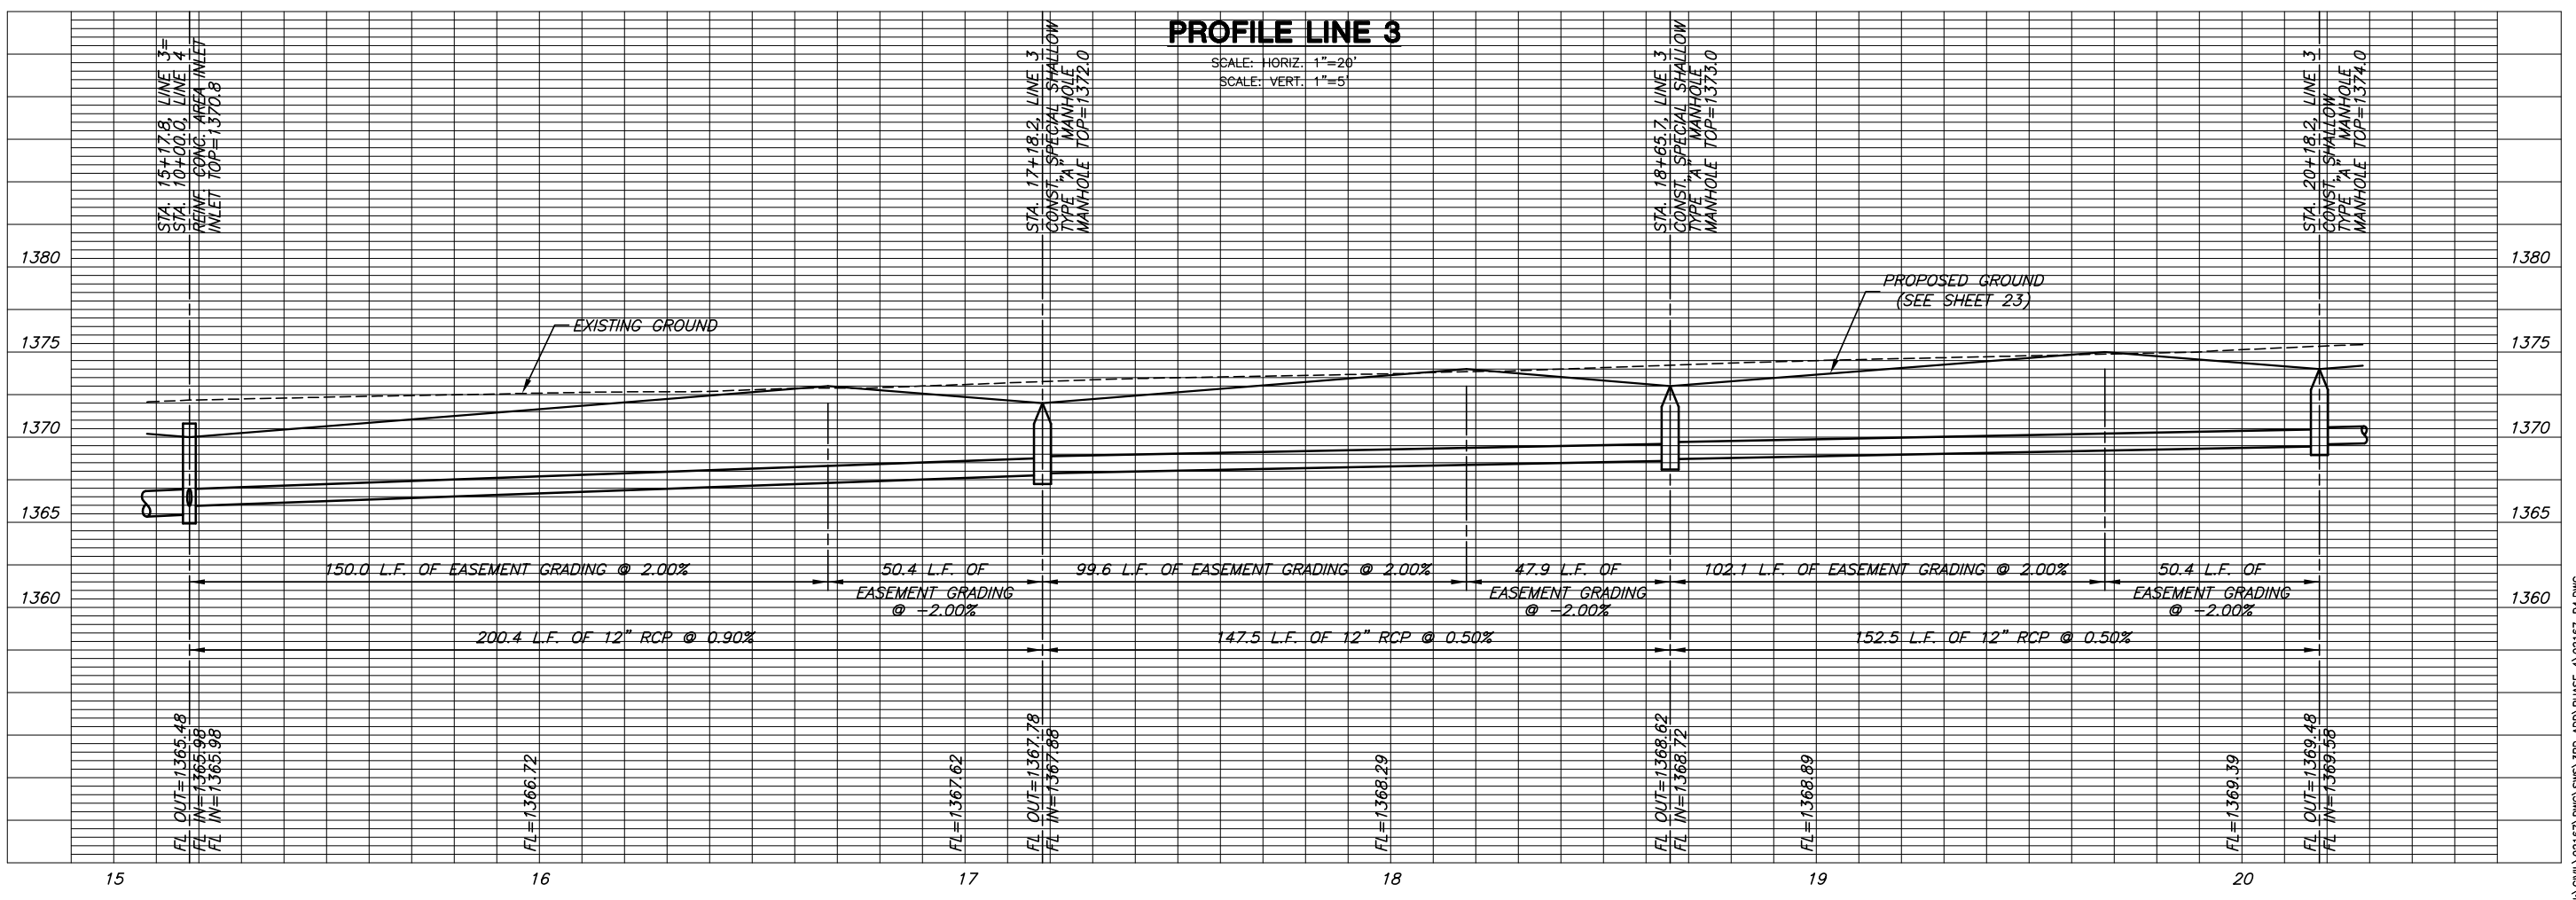 PROFILE LINE 3
SCALE: HORIZ. 1"=20'
SCALE: VERT. 1"=5'
STA. 15+17.8, LINE 3=
STA. 10+00.0, LINE 4
REINF. CONC. AREA INLET
INLET TOP=1370.8
STA. 17+18.2, LINE 3
CONST. SPECIAL SHALLOW
TYPE "A" MANHOLE
MANHOLE TOP=1372.0
STA. 18+65.7, LINE 3
CONST. SPECIAL SHALLOW
TYPE "A" MANHOLE
MANHOLE TOP=1373.0
STA. 20+18.2, LINE 3
CONST. SHALLOW
TYPE "A" MANHOLE
MANHOLE TOP=1374.0
1380
1380
PROPOSED GROUND
(SEE SHEET 23)
EXISTING GROUND
1375
1375
1370
1370
1365
1365
150.0 L.F. OF EASEMENT GRADING @ 2.00%
50.4 L.F. OF
EASEMENT GRADING
@ -2.00%
99.6 L.F. OF EASEMENT GRADING @ 2.00%
47.9 L.F. OF
EASEMENT GRADING
@ -2.00%
102.1 L.F. OF EASEMENT GRADING @ 2.00%
50.4 L.F. OF
EASEMENT GRADING
@ -2.00%
1360
1360
200.4 L.F. OF 12" RCP @ 0.90%
147.5 L.F. OF 12" RCP @ 0.50%
152.5 L.F. OF 12" RCP @ 0.50%
FL OUT=1365.48
FL IN=1365.98
FL IN=1365.98
FL=1366.72
FL=1367.62
FL OUT=1367.78
FL IN=1367.88
FL=1368.29
FL OUT=1368.62
FL IN=1368.72
FL=1368.89
FL=1369.39
FL OUT=1369.48
FL IN=1369.58
15
16
17
18
19
20